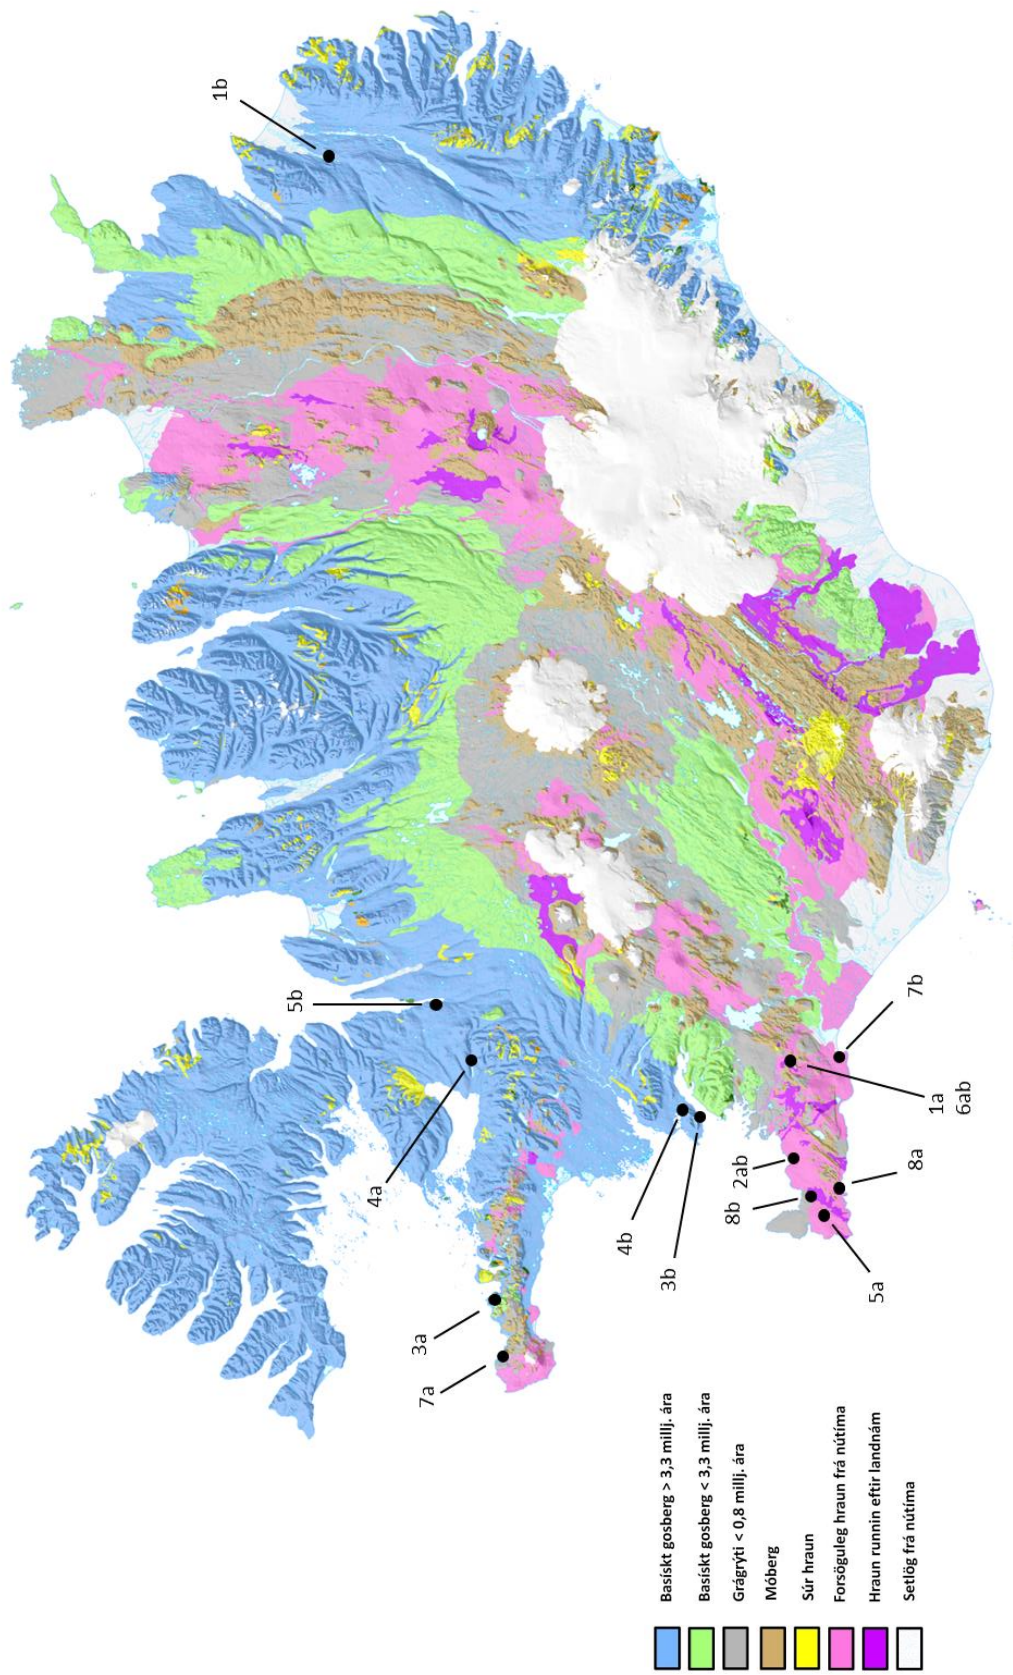 1b
5b
4a
3a
7a
4b
3b
2ab
8b
5a
8a
1a
6ab
7b
Basískt gosberg > 3,3 millj. ára
Basískt gosberg < 3,3 millj. ára
Grágrýti < 0,8 millj. ára
Móberg
Súr hraun
Forsöguleg hraun frá nútíma
Hraun runnin eftir landnám
Setlög frá nútíma